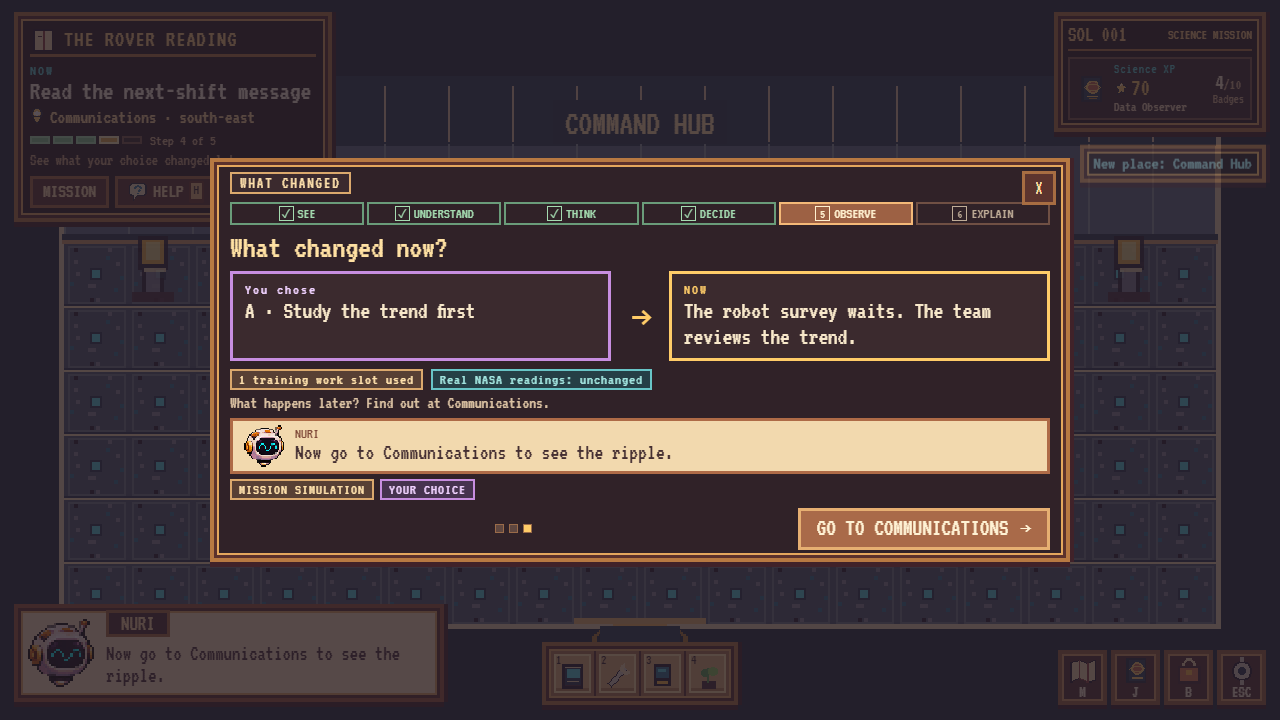 THE ROVER READING
NOW
Read the next-shift message
Communications · south-east
Step 4 of 5
See what your choice changed
MISSION
HELP H
COMMAND HUB
SOL 001
SCIENCE MISSION
Science XP
70
Data Observer
4/10
Badges
New place: Command Hub
WHAT CHANGED
X
SEE
UNDERSTAND
THINK
DECIDE
5 OBSERVE
6 EXPLAIN
What changed now?
You chose
A · Study the trend first
→
NOW
The robot survey waits. The team
reviews the trend.
1 training work slot used
Real NASA readings: unchanged
What happens later? Find out at Communications.
NURI
Now go to Communications to see the ripple.
MISSION SIMULATION
YOUR CHOICE
GO TO COMMUNICATIONS →
NURI
Now go to Communications to see the
ripple.
1
2
3
4
M
J
B
ESC